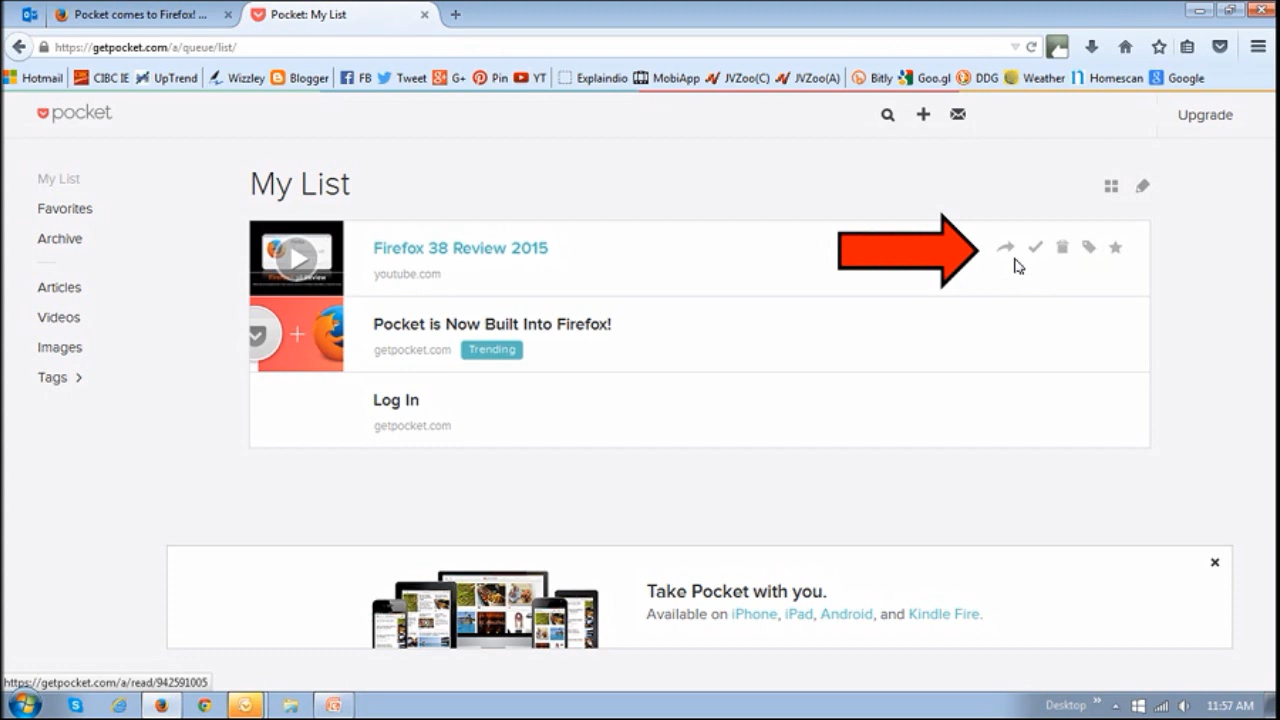 Pocket comes to Firefox! ...
Pocket: My List
https://getpocket.com/a/queue/list/
Hotmail CIBC IE UpTrend Wizzley Blogger FB Tweet G+ Pin YT Explaindio MobiApp JVZoo(C) JVZoo(A) Bitly Goo.gl DDG Weather Homescan Google
pocket
Upgrade
My List
Favorites
Archive
Articles
Videos
Images
Tags
My List
Firefox 38 Review 2015
youtube.com
Pocket is Now Built Into Firefox!
getpocket.com Trending
Log In
getpocket.com
Take Pocket with you.
Available on iPhone, iPad, Android, and Kindle Fire.
https://getpocket.com/a/read/942591005
Desktop
11:57 AM